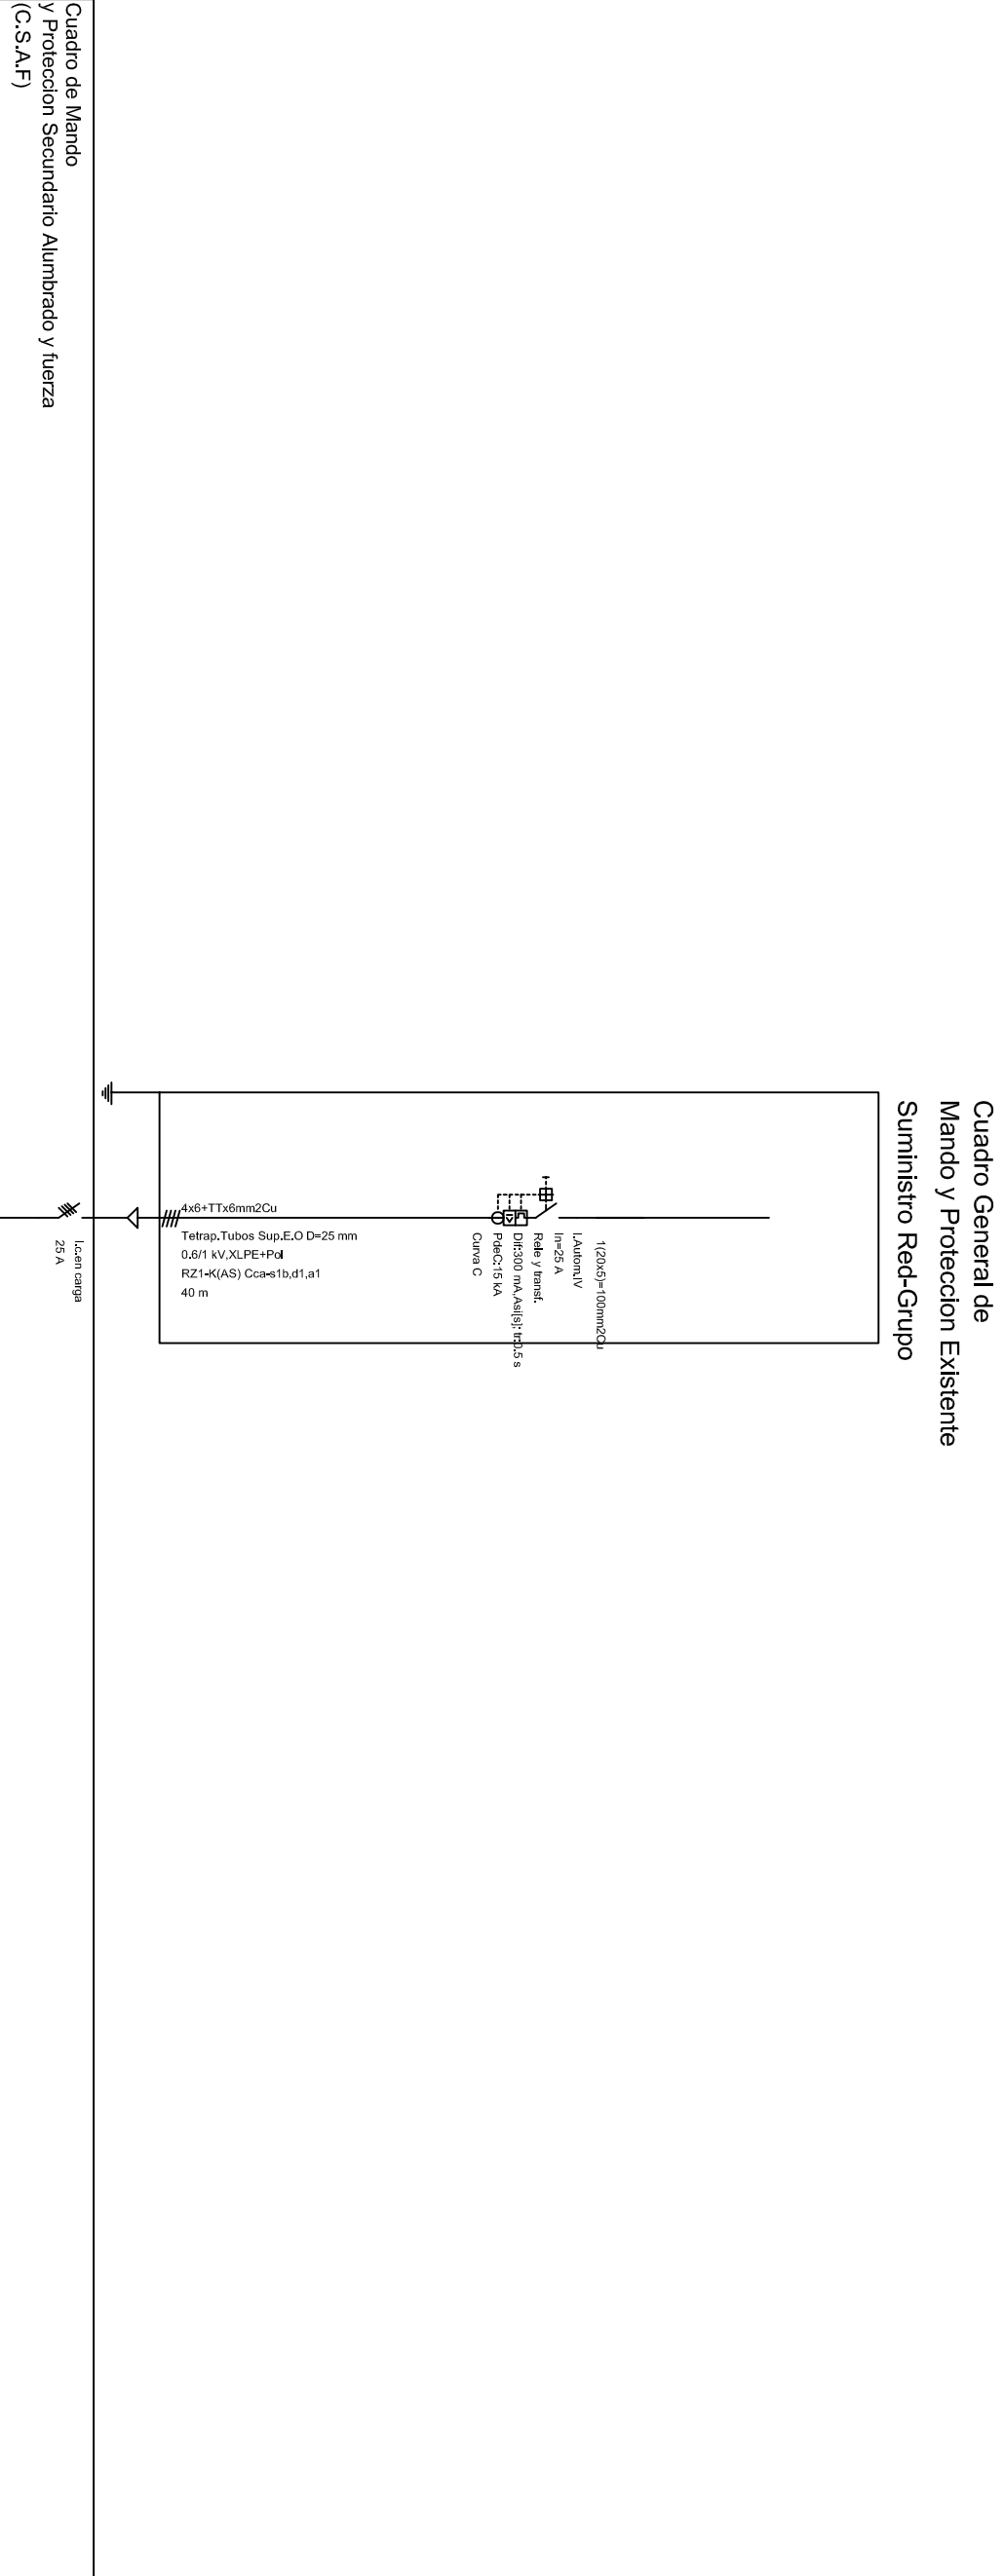 Cuadro General de
Mando y Proteccion Existente
Suministro Red-Grupo
1(20x5)=100mm2Cu
I.Autom.IV
In=25 A
Rele y transf.
Dif:300 mA,Asi[s]; tr:0.5 s
PdeC:15 kA
Curva C
4x6+TTx6mm2Cu
Tetrap.Tubos Sup.E.O D=25 mm
0.6/1 kV,XLPE+Pol
RZ1-K(AS) Cca-s1b,d1,a1
40 m
I.c.en carga
25 A
Cuadro de Mando
y Proteccion Secundario Alumbrado y fuerza
(C.S.A.F)